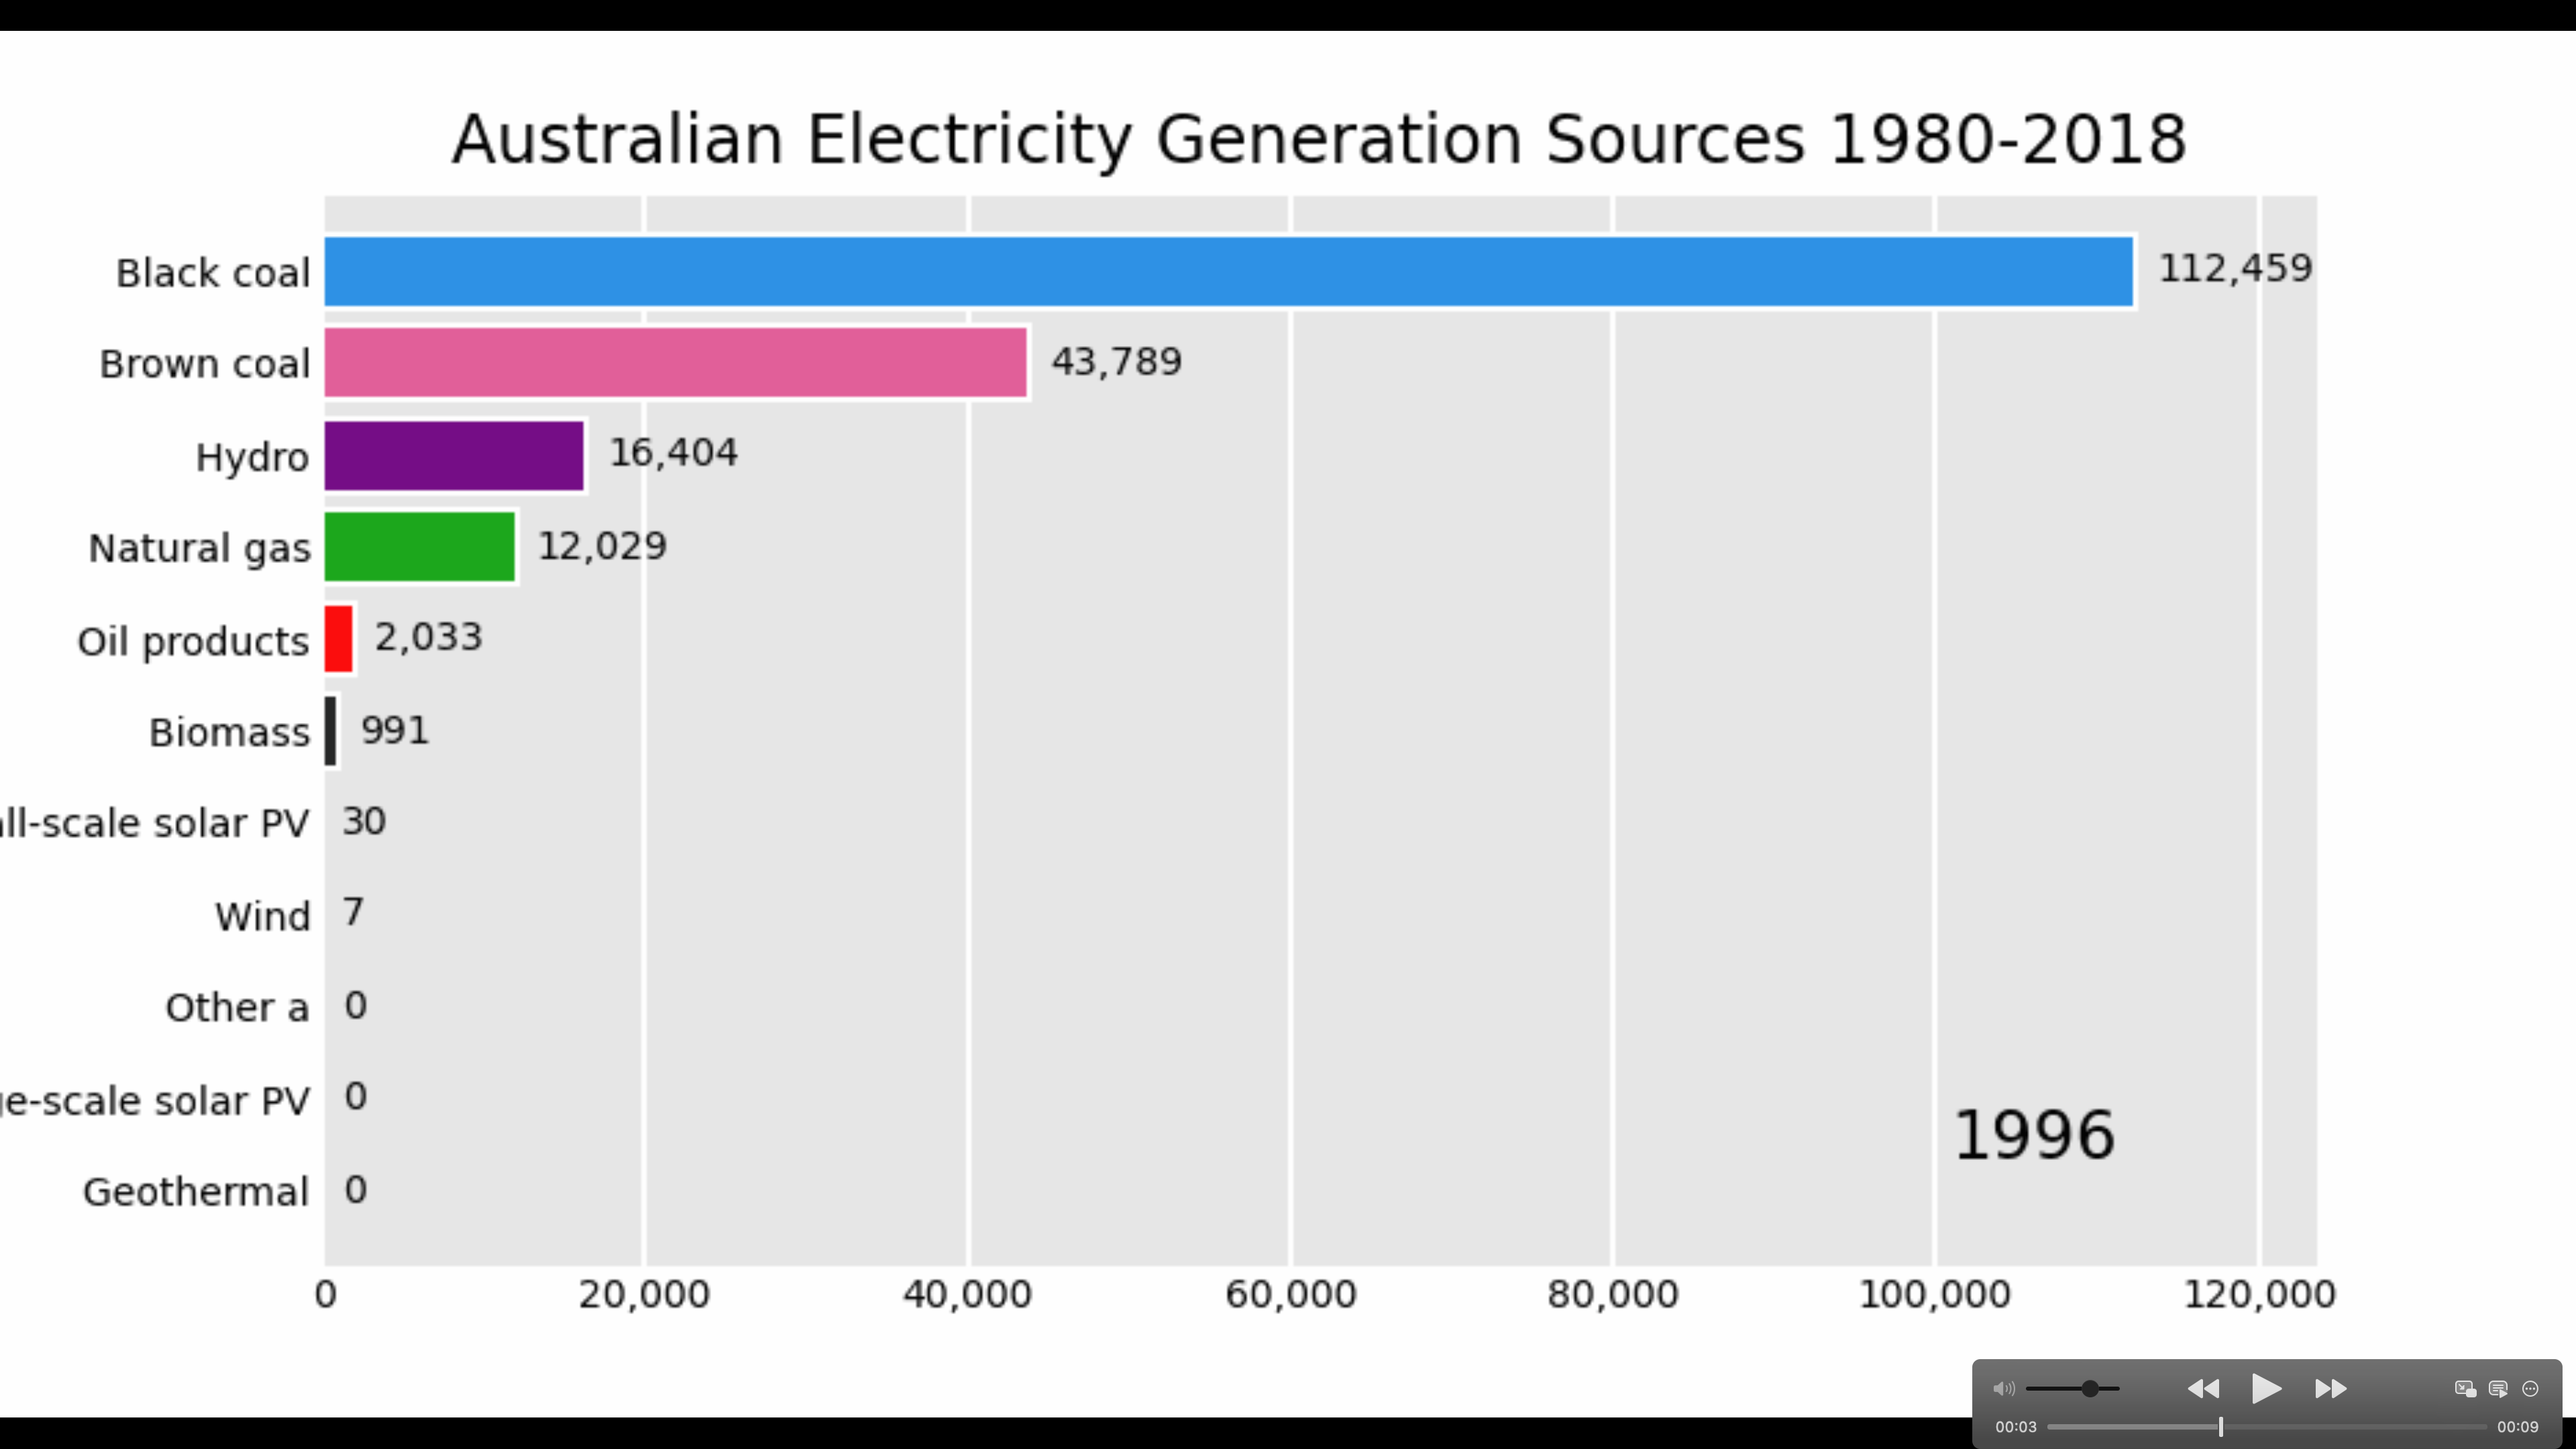 Australian Electricity Generation Sources 1980-2018
Black coal 112,459
Brown coal 43,789
Hydro 16,404
Natural gas 12,029
Oil products 2,033
Biomass 991
ll-scale solar PV 30
Wind 7
Other a 0
e-scale solar PV 0
1996
Geothermal 0
0 20,000 40,000 60,000 80,000 100,000 120,000
00:03 00:09